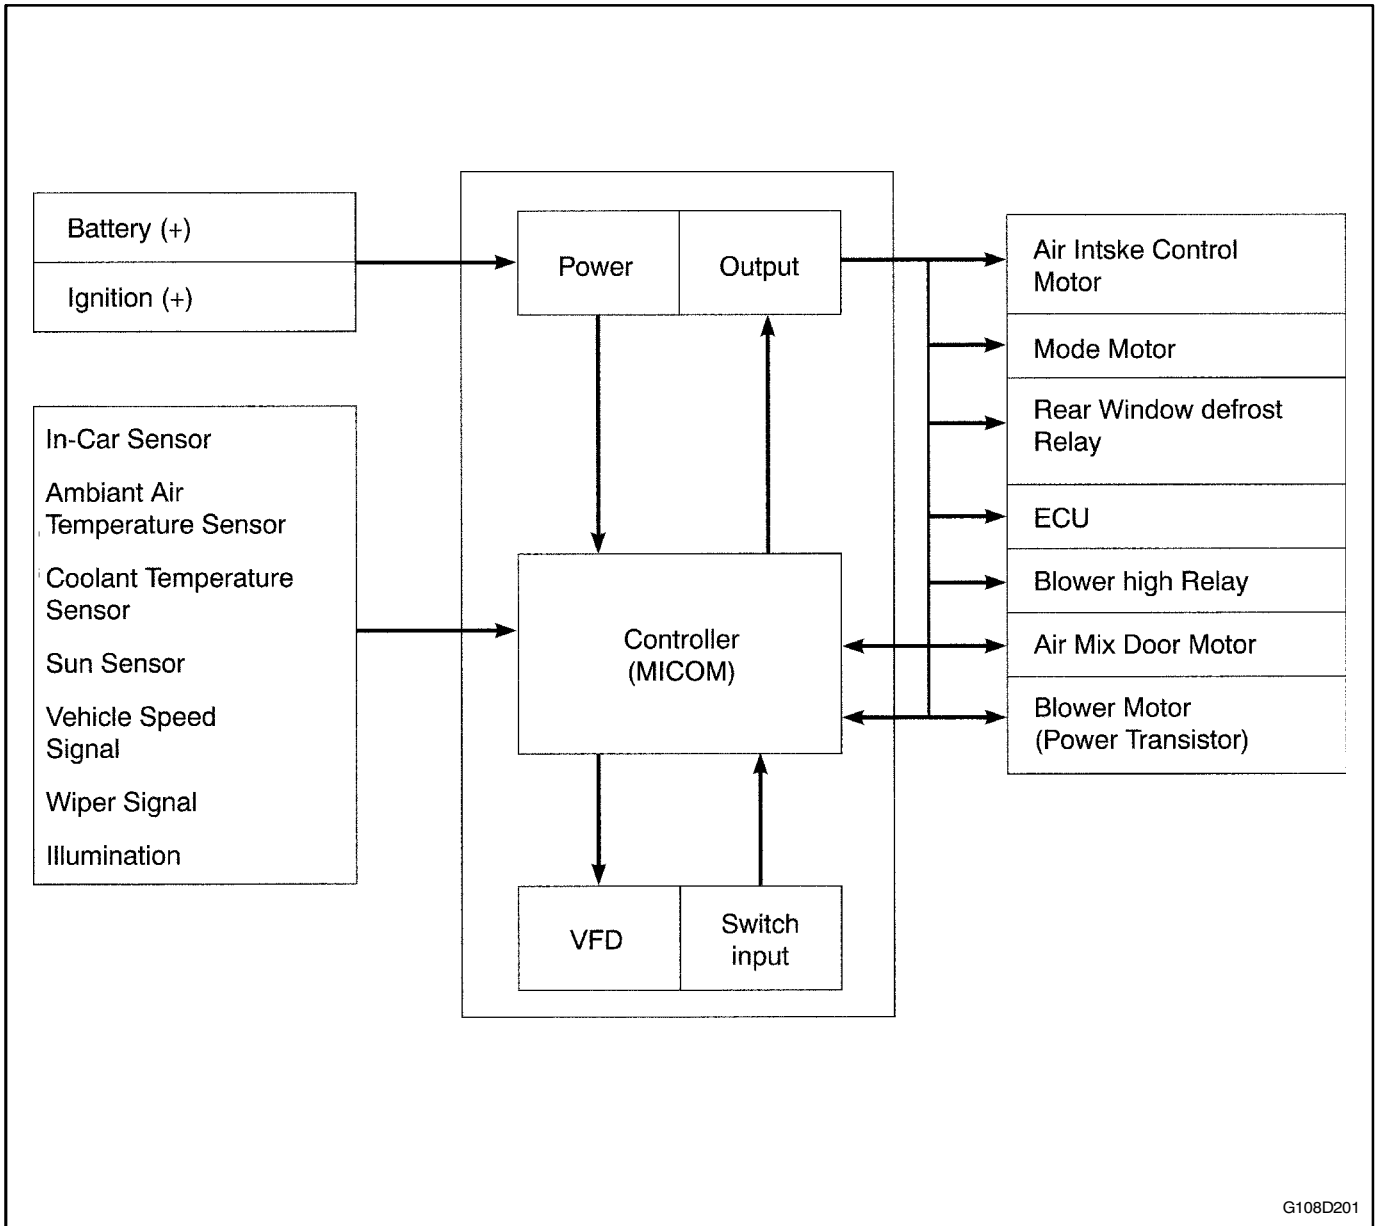 Battery (+)
Ignition (+)
In-Car Sensor
Ambiant Air
Temperature Sensor
Coolant Temperature
Sensor
Sun Sensor
Vehicle Speed
Signal
Wiper Signal
Illumination
Power
Output
Controller
(MICOM)
VFD
Switch
input
Air Intske Control
Motor
Mode Motor
Rear Window defrost
Relay
ECU
Blower high Relay
Air Mix Door Motor
Blower Motor
(Power Transistor)
G108D201